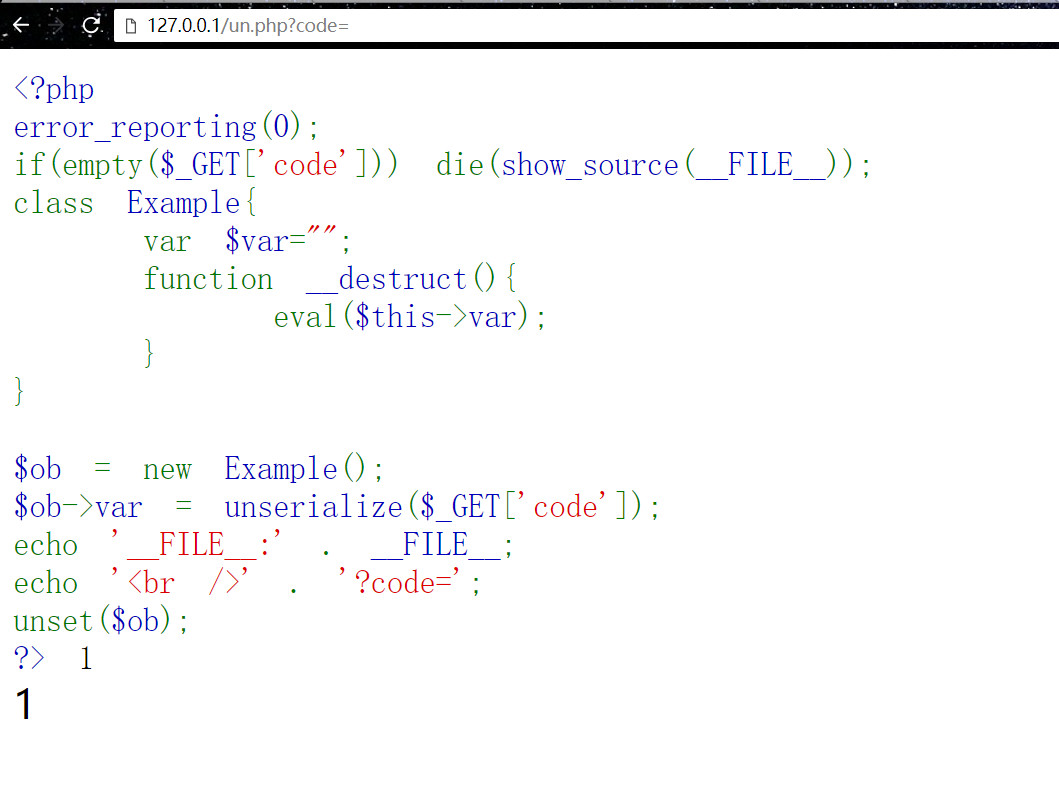 127.0.0.1/un.php?code=
<?php
error_reporting(0);
if(empty($_GET['code'])) die(show_source(__FILE__));
class Example{
var $var="";
function __destruct(){
eval($this->var);
}
}
$ob = new Example();
$ob->var = unserialize($_GET['code']);
echo '__FILE__:' . __FILE__;
echo '<br />' . '?code=';
unset($ob);
?> 1
1